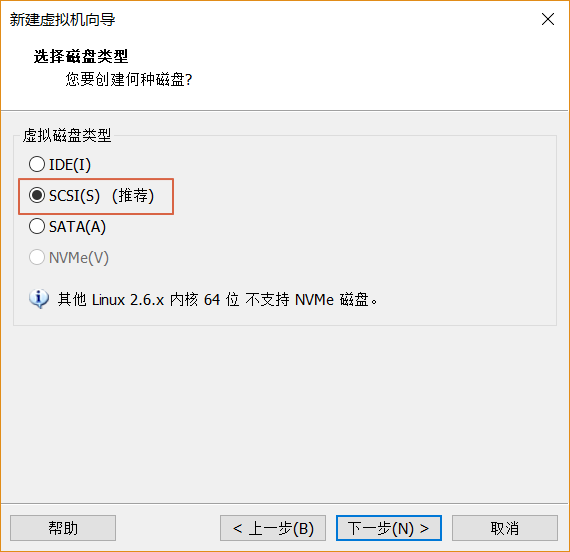 新建虚拟机向导
选择磁盘类型
您要创建何种磁盘?
虚拟磁盘类型
IDE(I)
SCSI(S) (推荐)
SATA(A)
NVMe(V)
其他 Linux 2.6.x 内核 64 位 不支持 NVMe 磁盘。
帮助
< 上一步(B)
下一步(N) >
取消